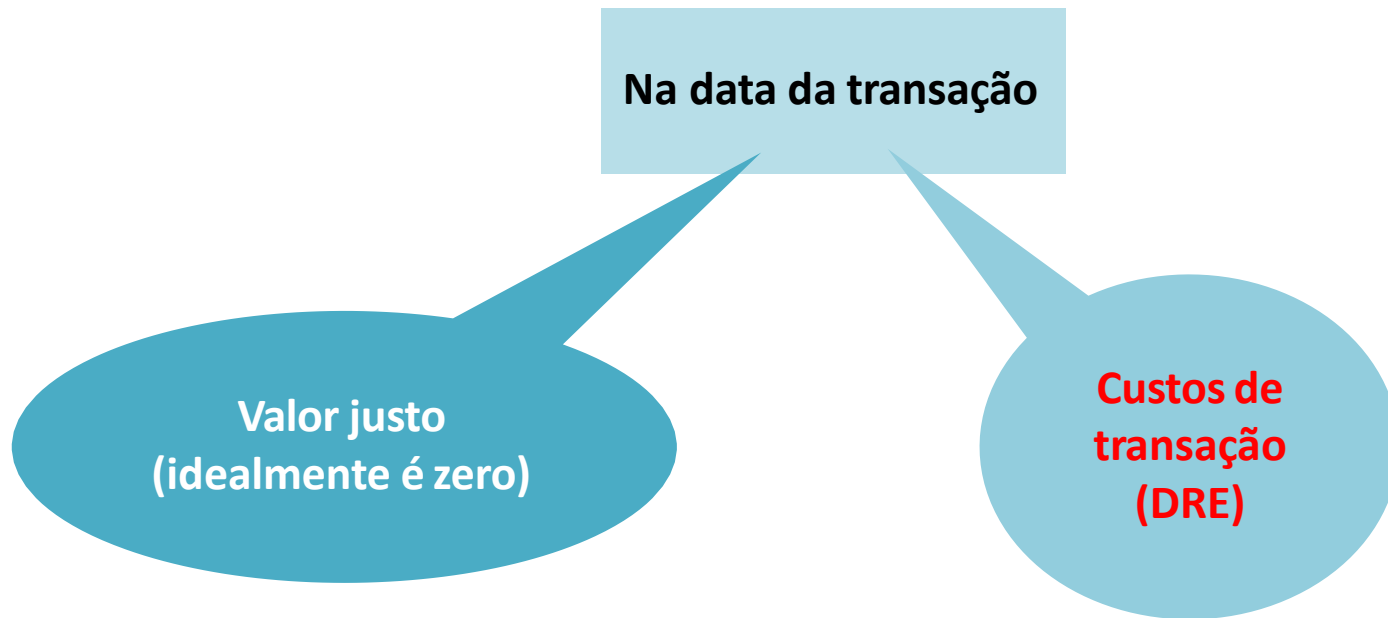 Na data da transação
Valor justo
(idealmente é zero)
Custos de
transação
(DRE)